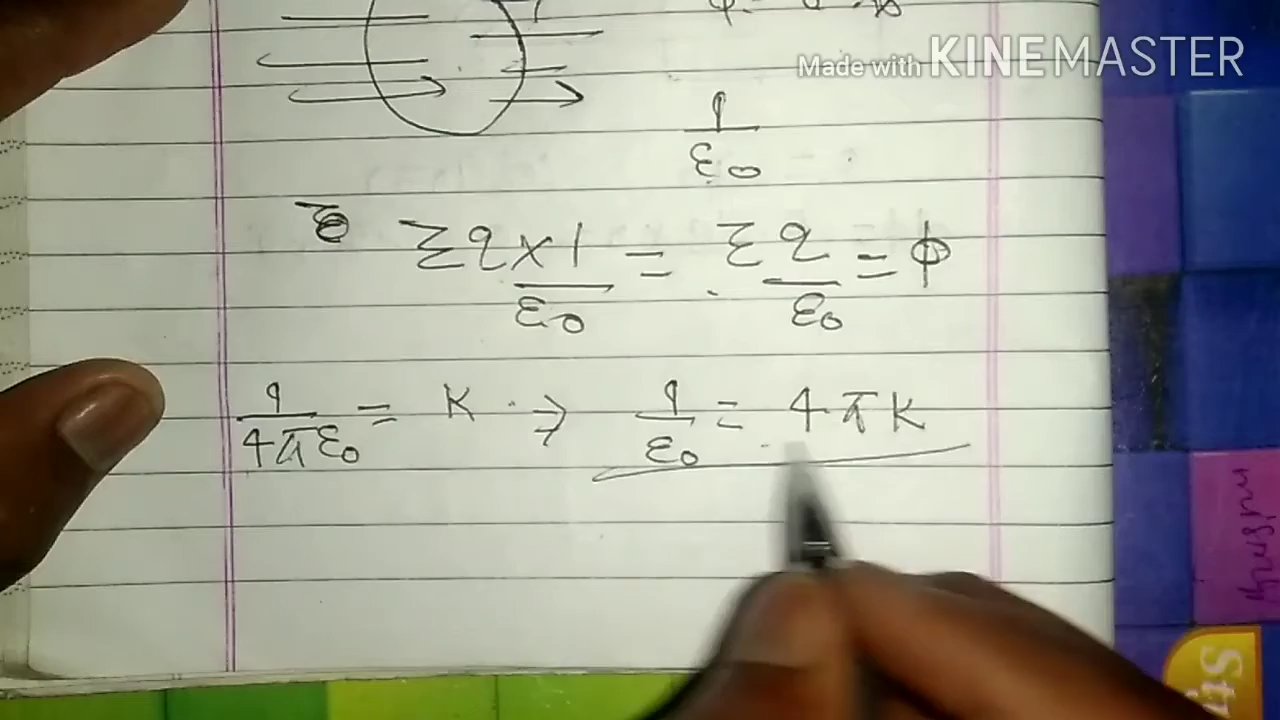 Made with KINEMASTER
1/ε₀
Σq×1/ε₀ = Σq/ε₀ = ϕ
1/4πε₀ = K ⇒ 1/ε₀ = 4πK